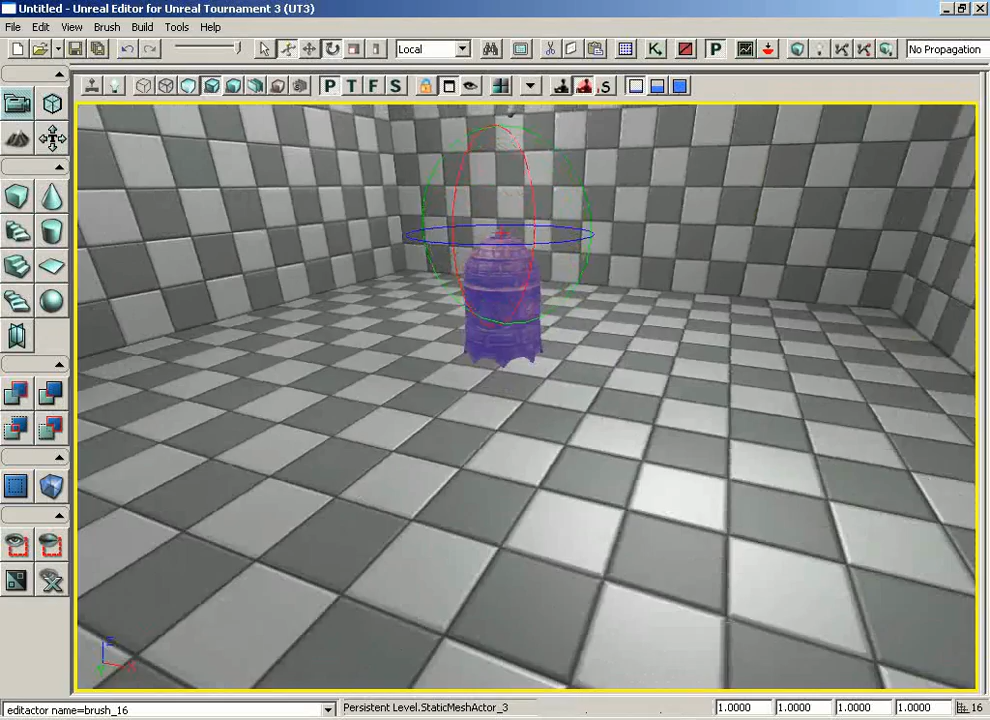 Untitled - Unreal Editor for Unreal Tournament 3 (UT3)
File Edit View Brush Build Tools Help
Local P No Propagation
P T F S S
editactor name=brush_16 Persistent Level.StaticMeshActor_3 1.0000 1.0000 1.0000 1.0000 16